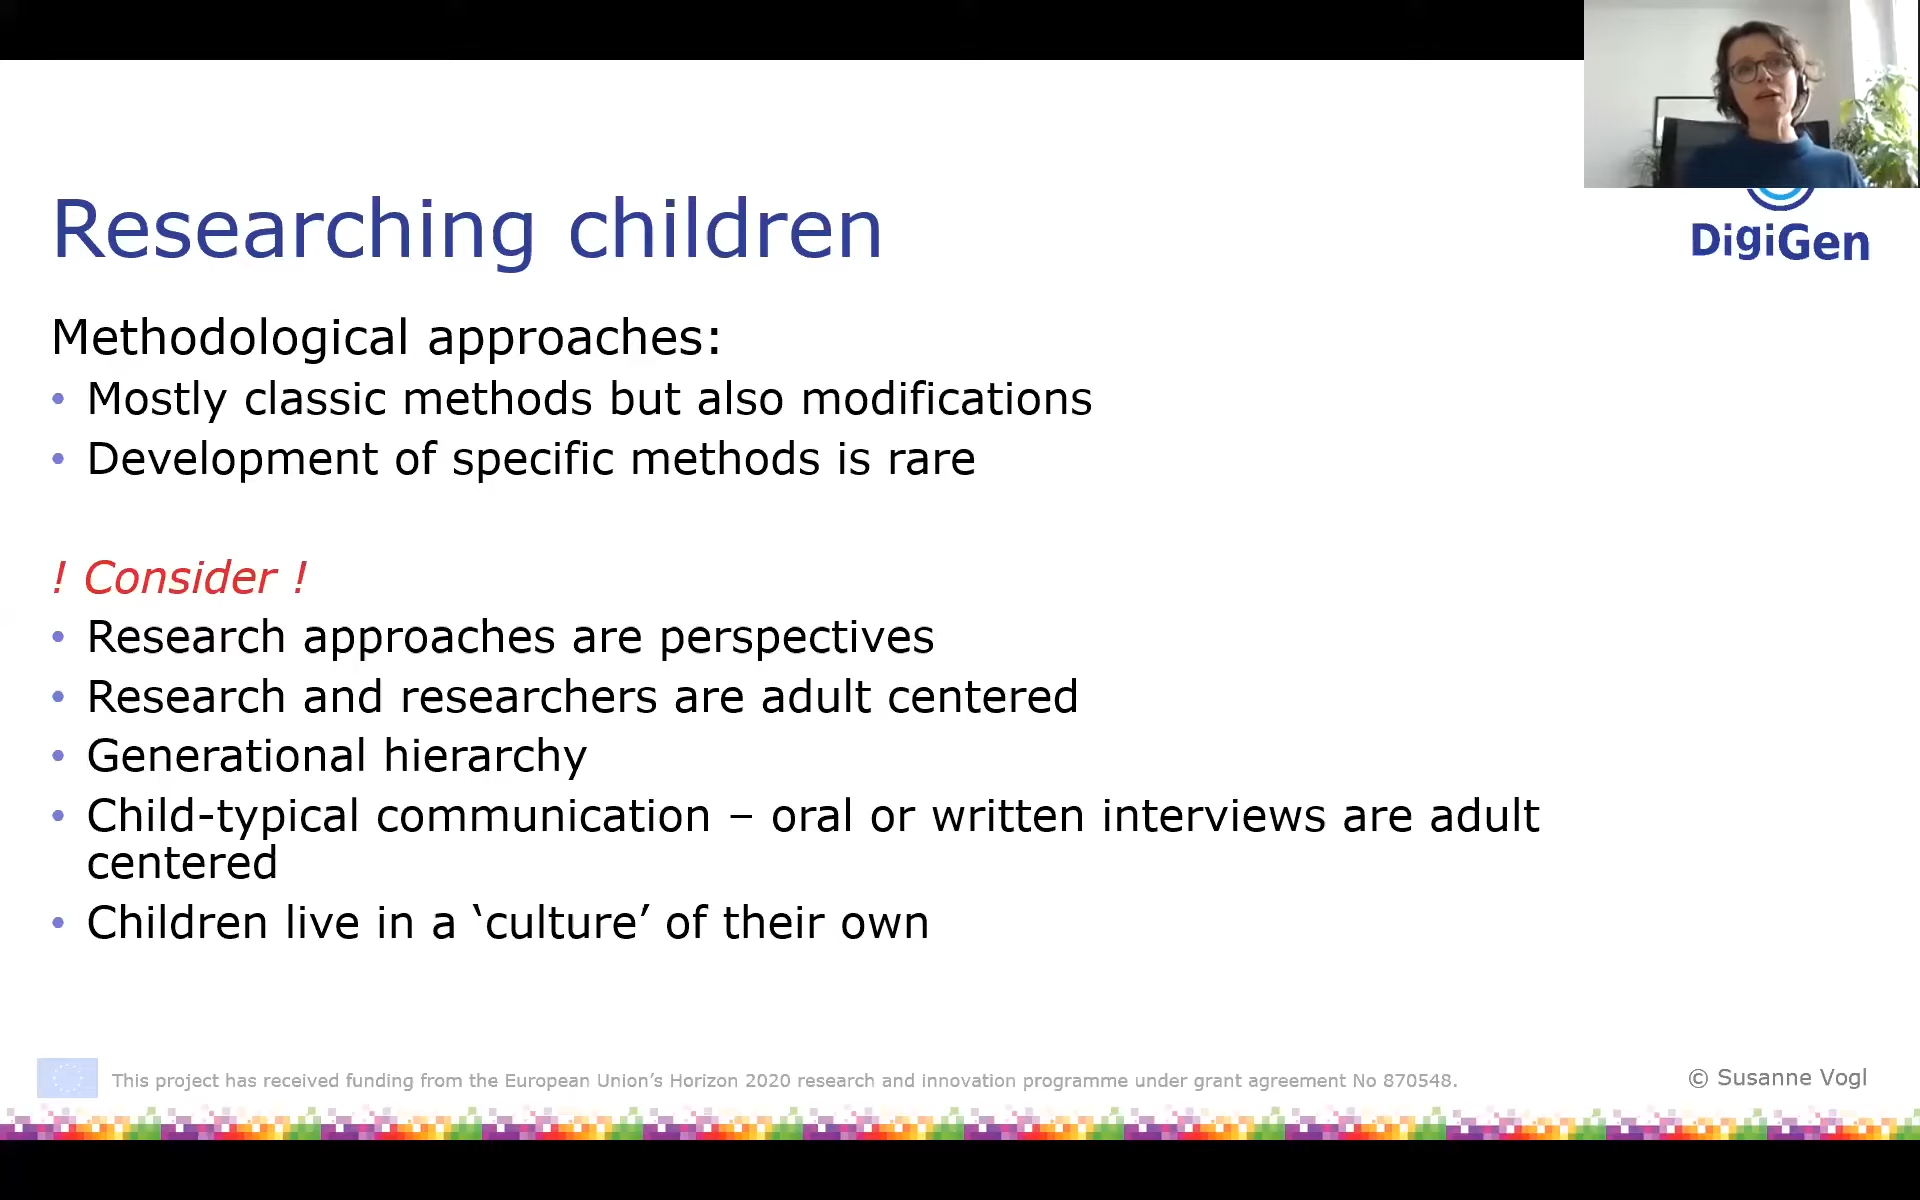 Researching children
DigiGen
Methodological approaches:
• Mostly classic methods but also modifications
• Development of specific methods is rare
! Consider !
• Research approaches are perspectives
• Research and researchers are adult centered
• Generational hierarchy
• Child-typical communication – oral or written interviews are adult
centered
• Children live in a ‘culture’ of their own
This project has received funding from the European Union’s Horizon 2020 research and innovation programme under grant agreement No 870548.
© Susanne Vogl